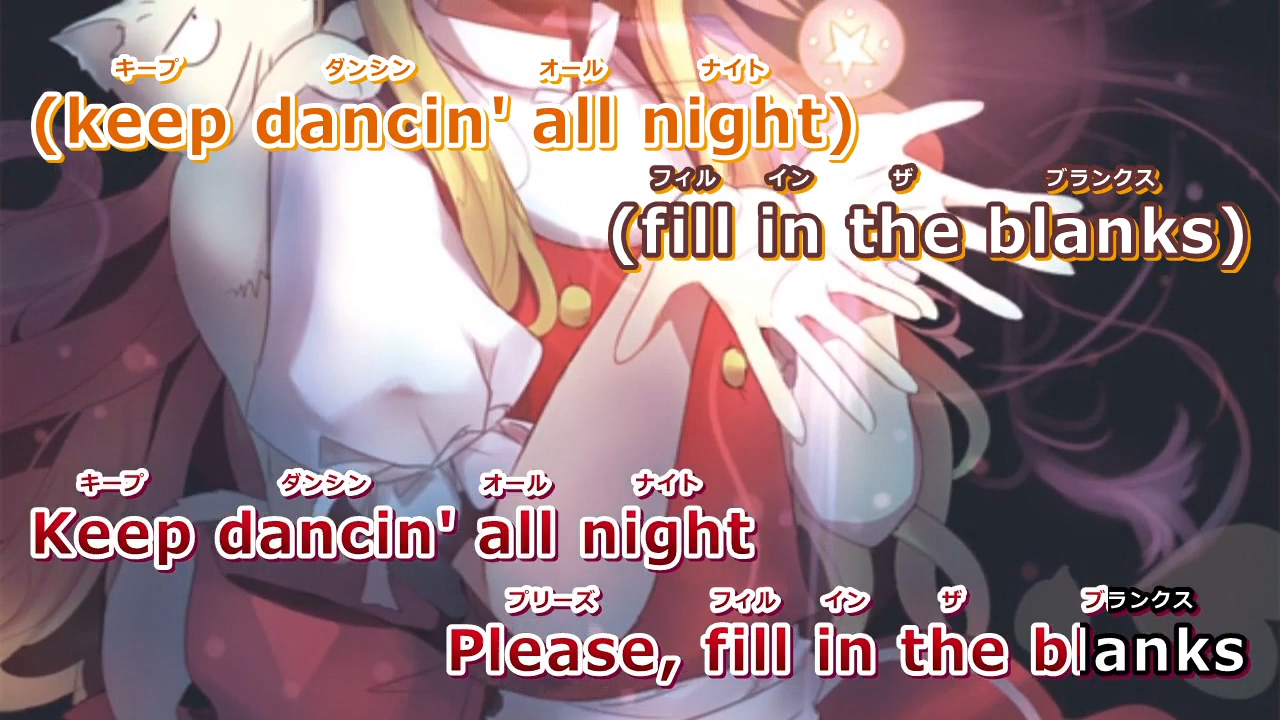 キープ ダンシン オール ナイト
(keep dancin' all night)
フィル イン ザ ブランクス
(fill in the blanks)
キープ ダンシン オール ナイト
Keep dancin' all night
プリーズ フィル イン ザ ブランクス
Please, fill in the blanks